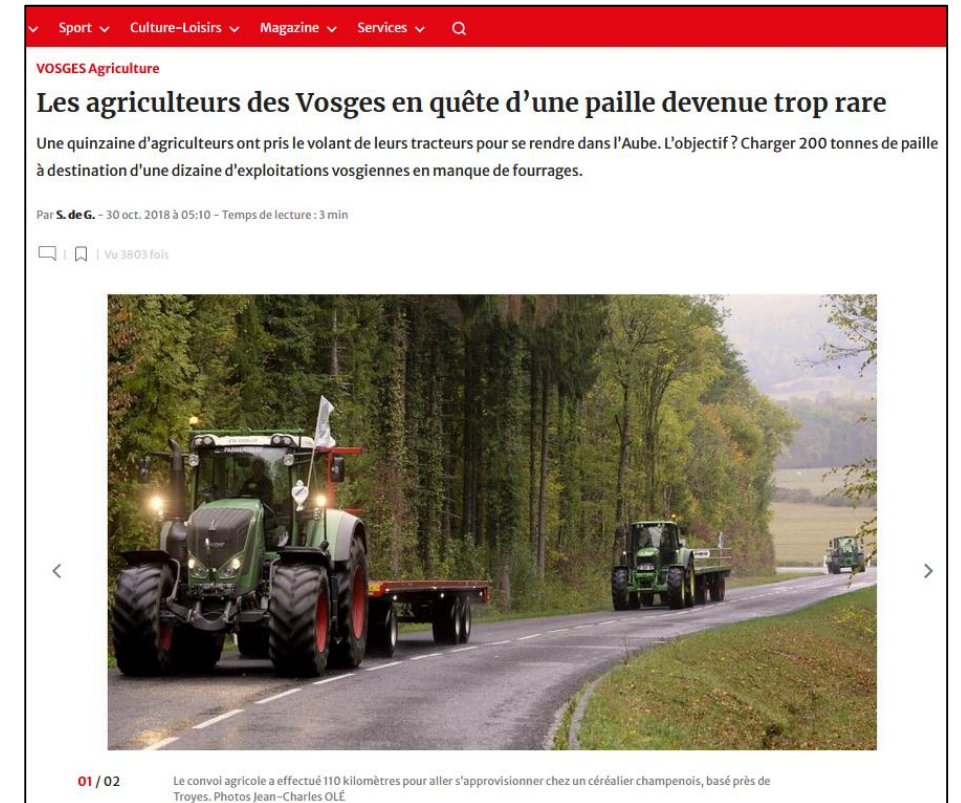 Sport Culture-Loisirs Magazine Services
VOSGES Agriculture
Les agriculteurs des Vosges en quête d'une paille devenue trop rare
Une quinzaine d'agriculteurs ont pris le volant de leurs tracteurs pour se rendre dans l'Aube. L'objectif ? Charger 200 tonnes de paille
à destination d'une dizaine d'exploitations vosgiennes en manque de fourrages.
Par S. de G. - 30 oct. 2018 à 05:10 - Temps de lecture : 3 min
| | Vu 3803 fois
01 / 02
Le convoi agricole a effectué 110 kilomètres pour aller s'approvisionner chez un céréalier champenois, basé près de
Troyes. Photos Jean-Charles OLÉ